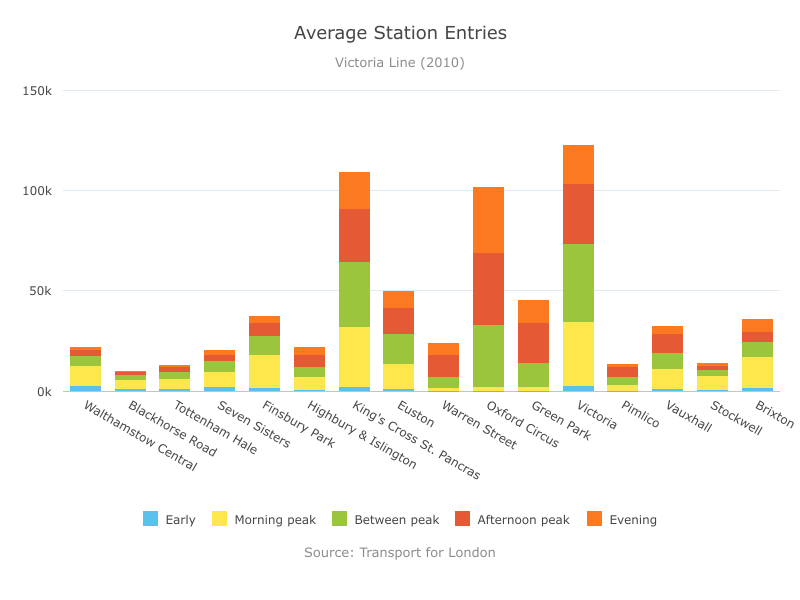 Average Station Entries
Victoria Line (2010)
150k
100k
50k
0k
Walthamstow Central
Blackhorse Road
Tottenham Hale
Seven Sisters
Finsbury Park
Highbury & Islington
King's Cross St. Pancras
Euston
Warren Street
Oxford Circus
Green Park
Victoria
Pimlico
Vauxhall
Stockwell
Brixton
Early Morning peak Between peak Afternoon peak Evening
Source: Transport for London